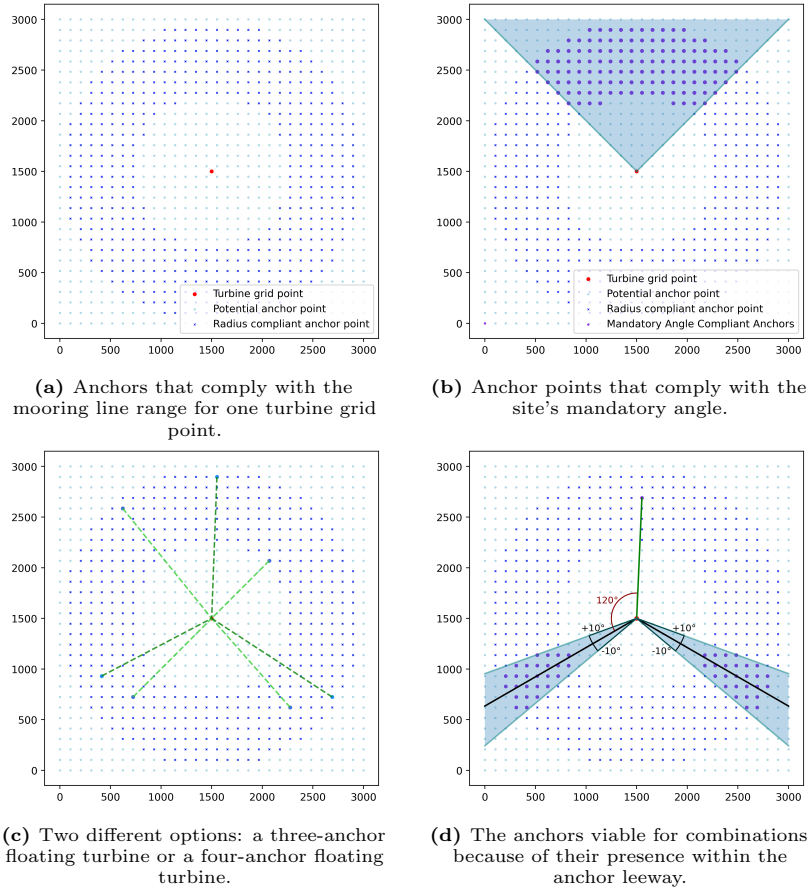 3000
2500
2000
1500
1000
500
0
Turbine grid point
Potential anchor point
Radius compliant anchor point
0 500 1000 1500 2000 2500 3000
(a) Anchors that comply with the
mooring line range for one turbine grid
point.
3000
2500
2000
1500
1000
500
0
Turbine grid point
Potential anchor point
Radius compliant anchor point
Mandatory Angle Compliant Anchors
0 500 1000 1500 2000 2500 3000
(b) Anchor points that comply with the
site's mandatory angle.
3000
2500
2000
1500
1000
500
0
0 500 1000 1500 2000 2500 3000
(c) Two different options: a three-anchor
floating turbine or a four-anchor floating
turbine.
3000
2500
2000
1500
1000
500
0
120°
+10° +10°
-10° -10°
0 500 1000 1500 2000 2500 3000
(d) The anchors viable for combinations
because of their presence within the
anchor leeway.